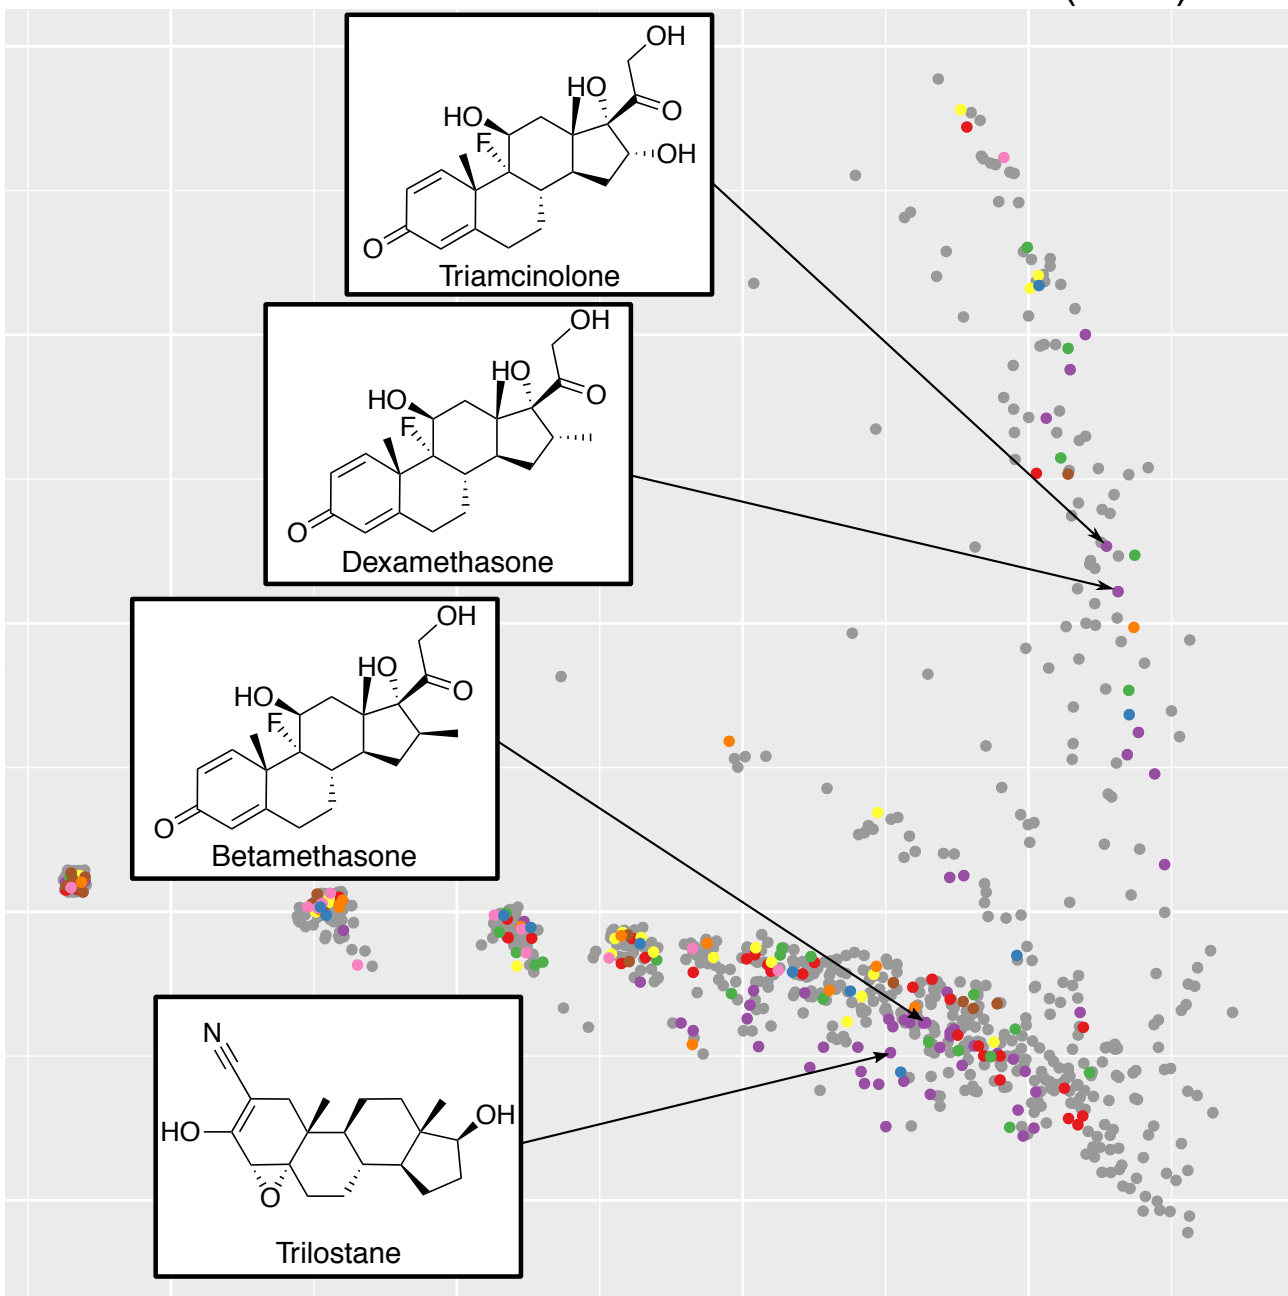 OH
HO
O
HO
F
OH
O
Triamcinolone
OH
HO
O
HO
F
O
Dexamethasone
OH
HO
O
HO
F
O
Betamethasone
N
OH
HO
O
Trilostane